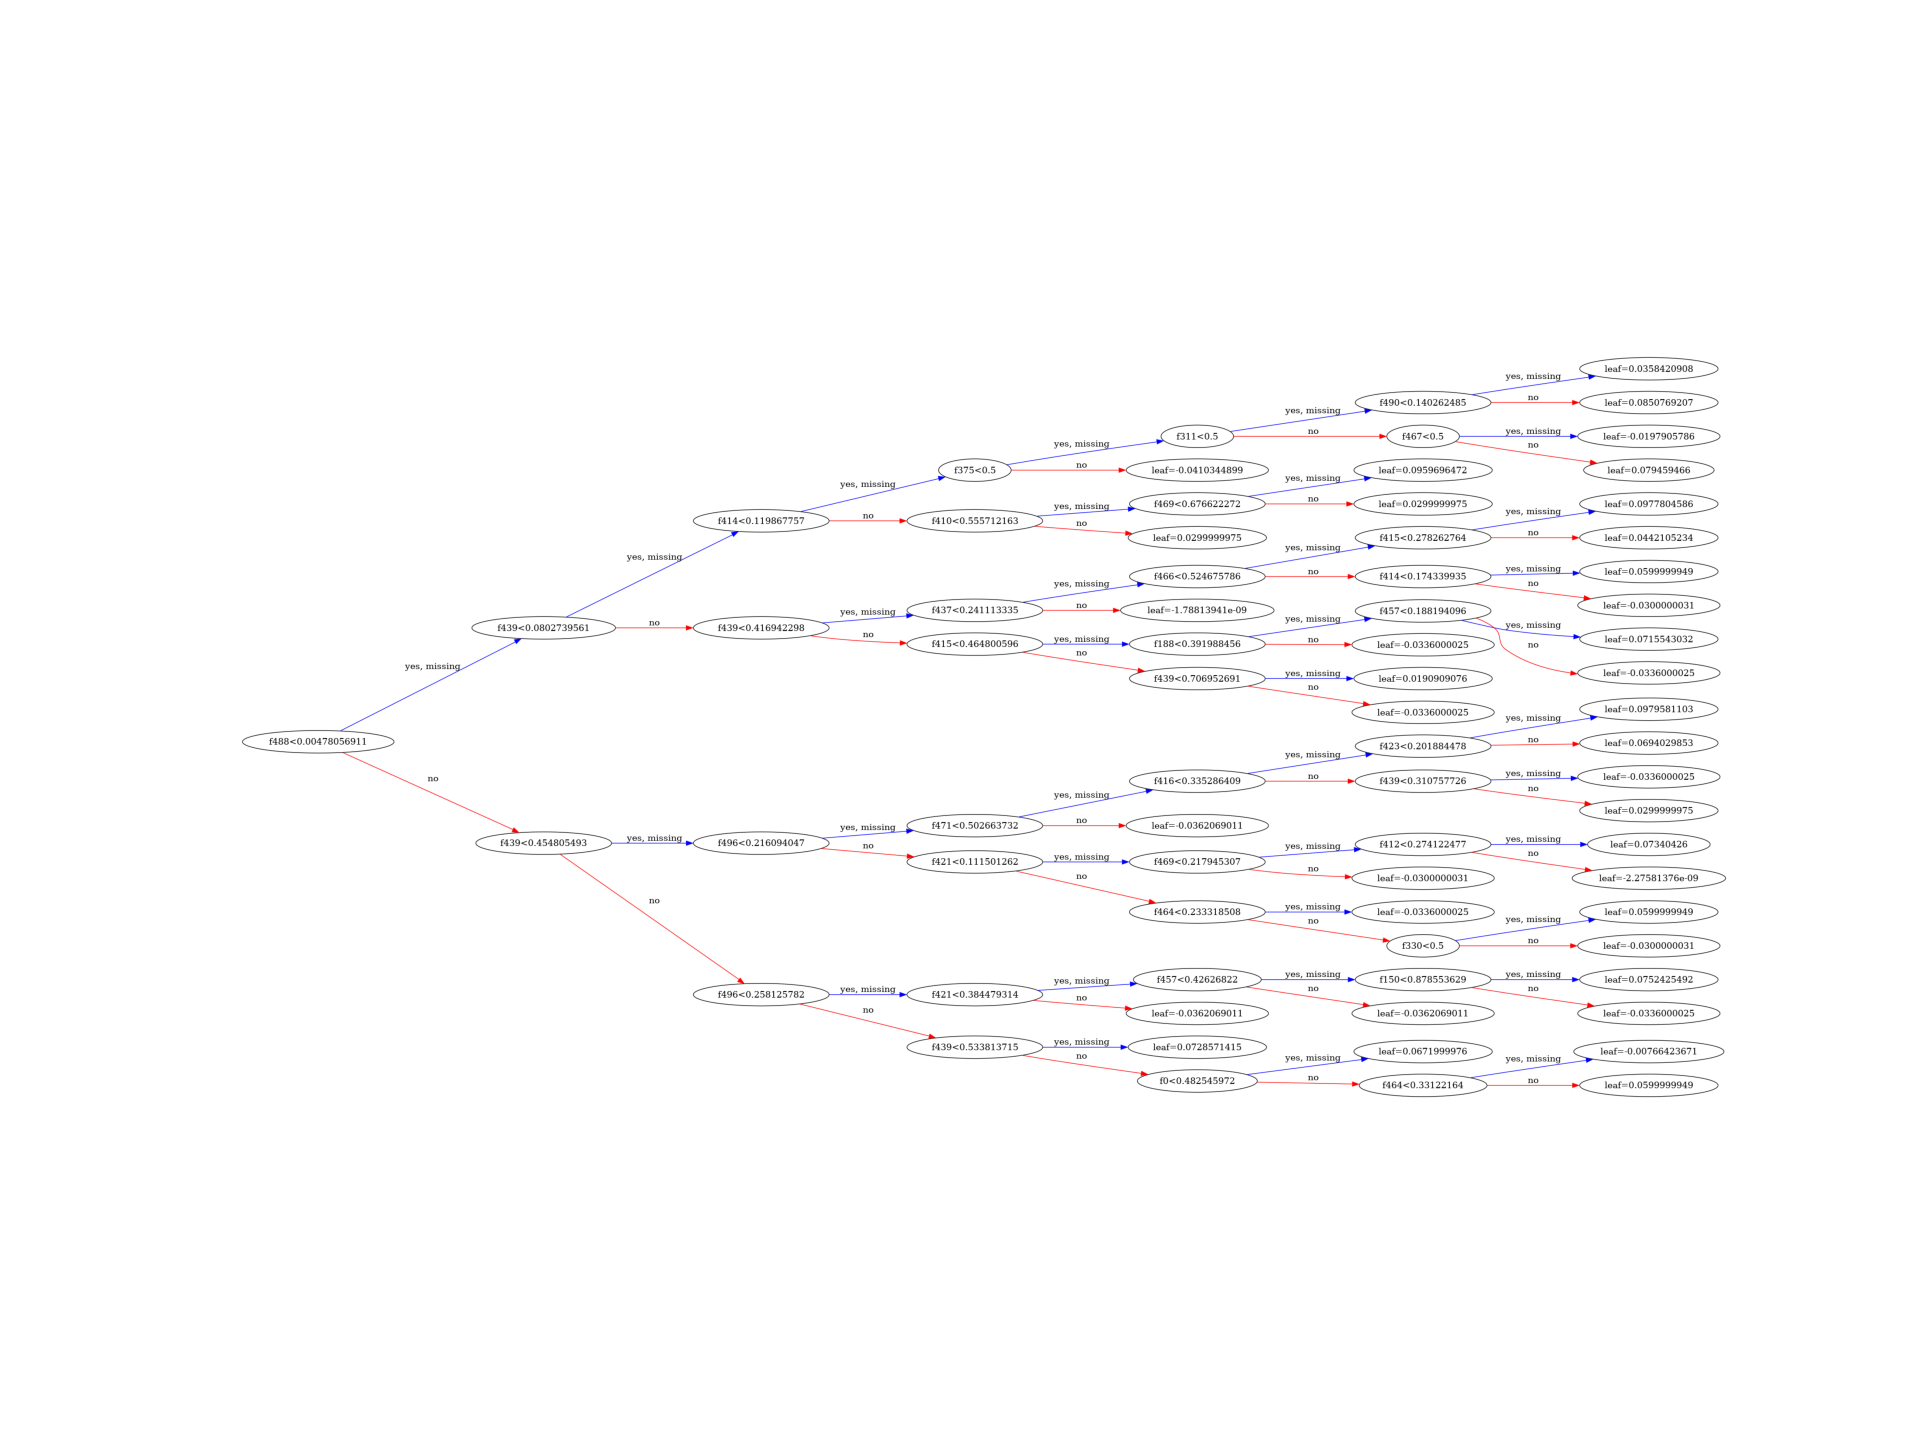 leaf=0.0358420908
yes, missing
f490<0.140262485
no
leaf=0.0850769207
yes, missing
f311<0.5
no
f467<0.5
yes, missing
leaf=-0.0197905786
yes, missing
no
f375<0.5
no
leaf=-0.0410344899
leaf=0.0959696472
leaf=0.079459466
yes, missing
yes, missing
f469<0.676622272
no
leaf=0.0299999975
leaf=0.0977804586
yes, missing
yes, missing
f414<0.119867757
no
f410<0.555712163
no
leaf=0.0299999975
f415<0.278262764
no
leaf=0.0442105234
yes, missing
yes, missing
f466<0.524675786
no
f414<0.174339935
yes, missing
leaf=0.0599999949
yes, missing
no
leaf=-0.0300000031
f437<0.241113335
no
leaf=-1.78813941e-09
f457<0.188194096
yes, missing
yes, missing
yes, missing
f439<0.0802739561
no
f439<0.416942298
no
leaf=0.0715543032
f415<0.464800596
yes, missing
f188<0.391988456
no
leaf=-0.0336000025
no
no
yes, missing
leaf=-0.0336000025
f439<0.706952691
yes, missing
leaf=0.0190909076
no
leaf=-0.0336000025
leaf=0.0979581103
yes, missing
f488<0.00478056911
f423<0.201884478
no
leaf=0.0694029853
yes, missing
no
f416<0.335286409
no
f439<0.310757726
yes, missing
leaf=-0.0336000025
yes, missing
no
leaf=0.0299999975
yes, missing
f471<0.502663732
no
leaf=-0.0362069011
f439<0.454805493
yes, missing
f496<0.216094047
no
f412<0.274122477
yes, missing
leaf=0.07340426
yes, missing
f421<0.111501262
yes, missing
f469<0.217945307
no
no
leaf=-0.0300000031
leaf=-2.27581376e-09
no
no
f464<0.233318508
yes, missing
leaf=-0.0336000025
leaf=0.0599999949
yes, missing
no
f330<0.5
no
leaf=-0.0300000031
yes, missing
f457<0.42626822
yes, missing
f150<0.878553629
yes, missing
leaf=0.0752425492
f496<0.258125782
yes, missing
f421<0.384479314
no
no
no
leaf=-0.0362069011
leaf=-0.0362069011
leaf=-0.0336000025
no
f439<0.533813715
yes, missing
leaf=0.0728571415
leaf=0.0671999976
leaf=-0.00766423671
no
yes, missing
yes, missing
f0<0.482545972
no
f464<0.33122164
no
leaf=0.0599999949